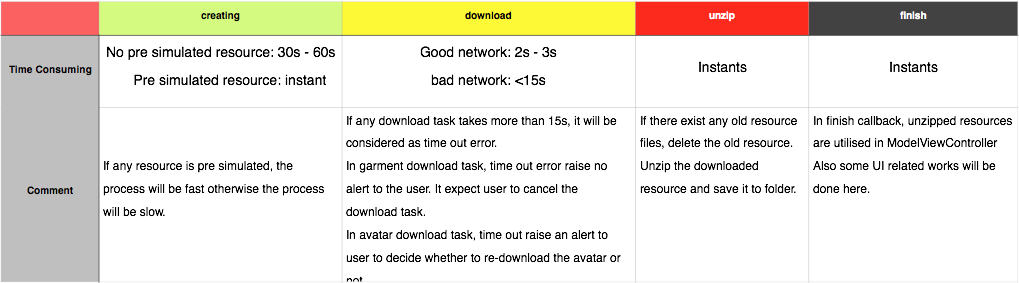 creating
download
unzip
finish
Time Consuming
No pre simulated resource: 30s - 60s
Pre simulated resource: instant
Good network: 2s - 3s
bad network: <15s
Instants
Instants
Comment
If any resource is pre simulated, the
process will be fast otherwise the process
will be slow.
If any download task takes more than 15s, it will be
considered as time out error.
In garment download task, time out error raise no
alert to the user. It expect user to cancel the
download task.
In avatar download task, time out raise an alert to
user to decide whether to re-download the avatar or
not
If there exist any old resource
files, delete the old resource.
Unzip the downloaded
resource and save it to folder.
In finish callback, unzipped resources
are utilised in ModelViewController
Also some UI related works will be
done here.